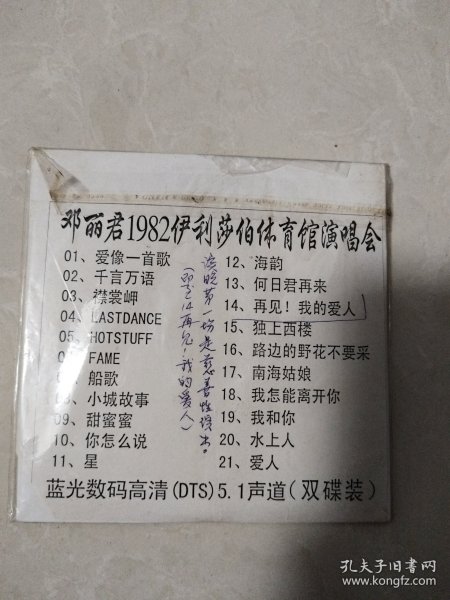 邓丽君1982伊利莎伯体育馆演唱会
01、爱像一首歌
02、千言万语
03、襟裳岬
04、LASTDANCE
05、HOTSTUFF
FAME
船歌
小城故事
09、甜蜜蜜
10、你怎么说
11、星
12、海韵
13、何日君再来
14、再见！我的爱人
15、独上西楼
16、路边的野花不要采
17、南海姑娘
18、我怎能离开你
19、我和你
20、水上人
21、爱人
这晚第一场是慈善性演出。
再见！我的爱人）
蓝光数码高清(DTS)5.1声道(双碟装)
孔夫子旧书网
www.kongfz.com